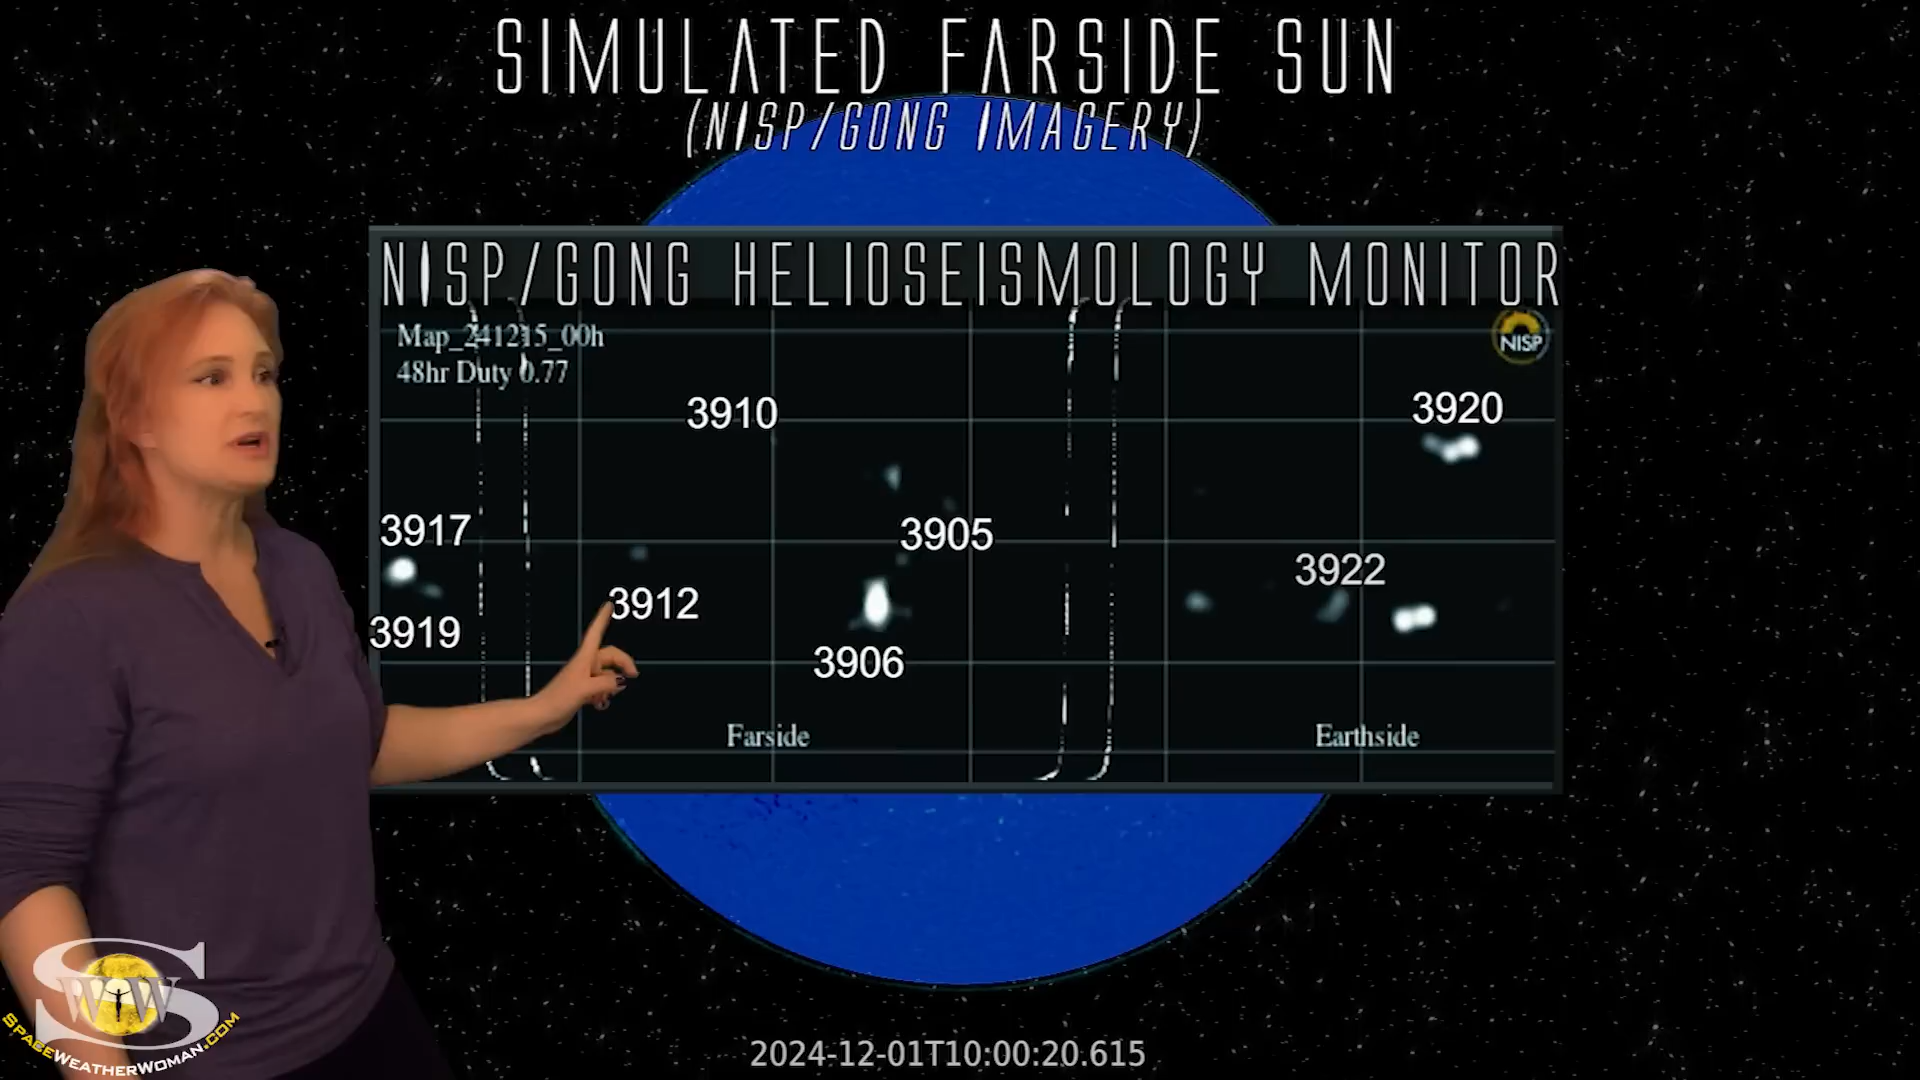 SIMULATED FARSIDE SUN
(NISP/GONG IMAGERY)
NISP/GONG HELIOSEISMOLOGY MONITOR
Map_241215_00h
48hr Duty 0.77
NISP
3910
3920
3917
3905
3922
3912
3919
3906
Farside
Earthside
S
WW
SPACEWEATHERWOMAN.COM
2024-12-01T10:00:20.615